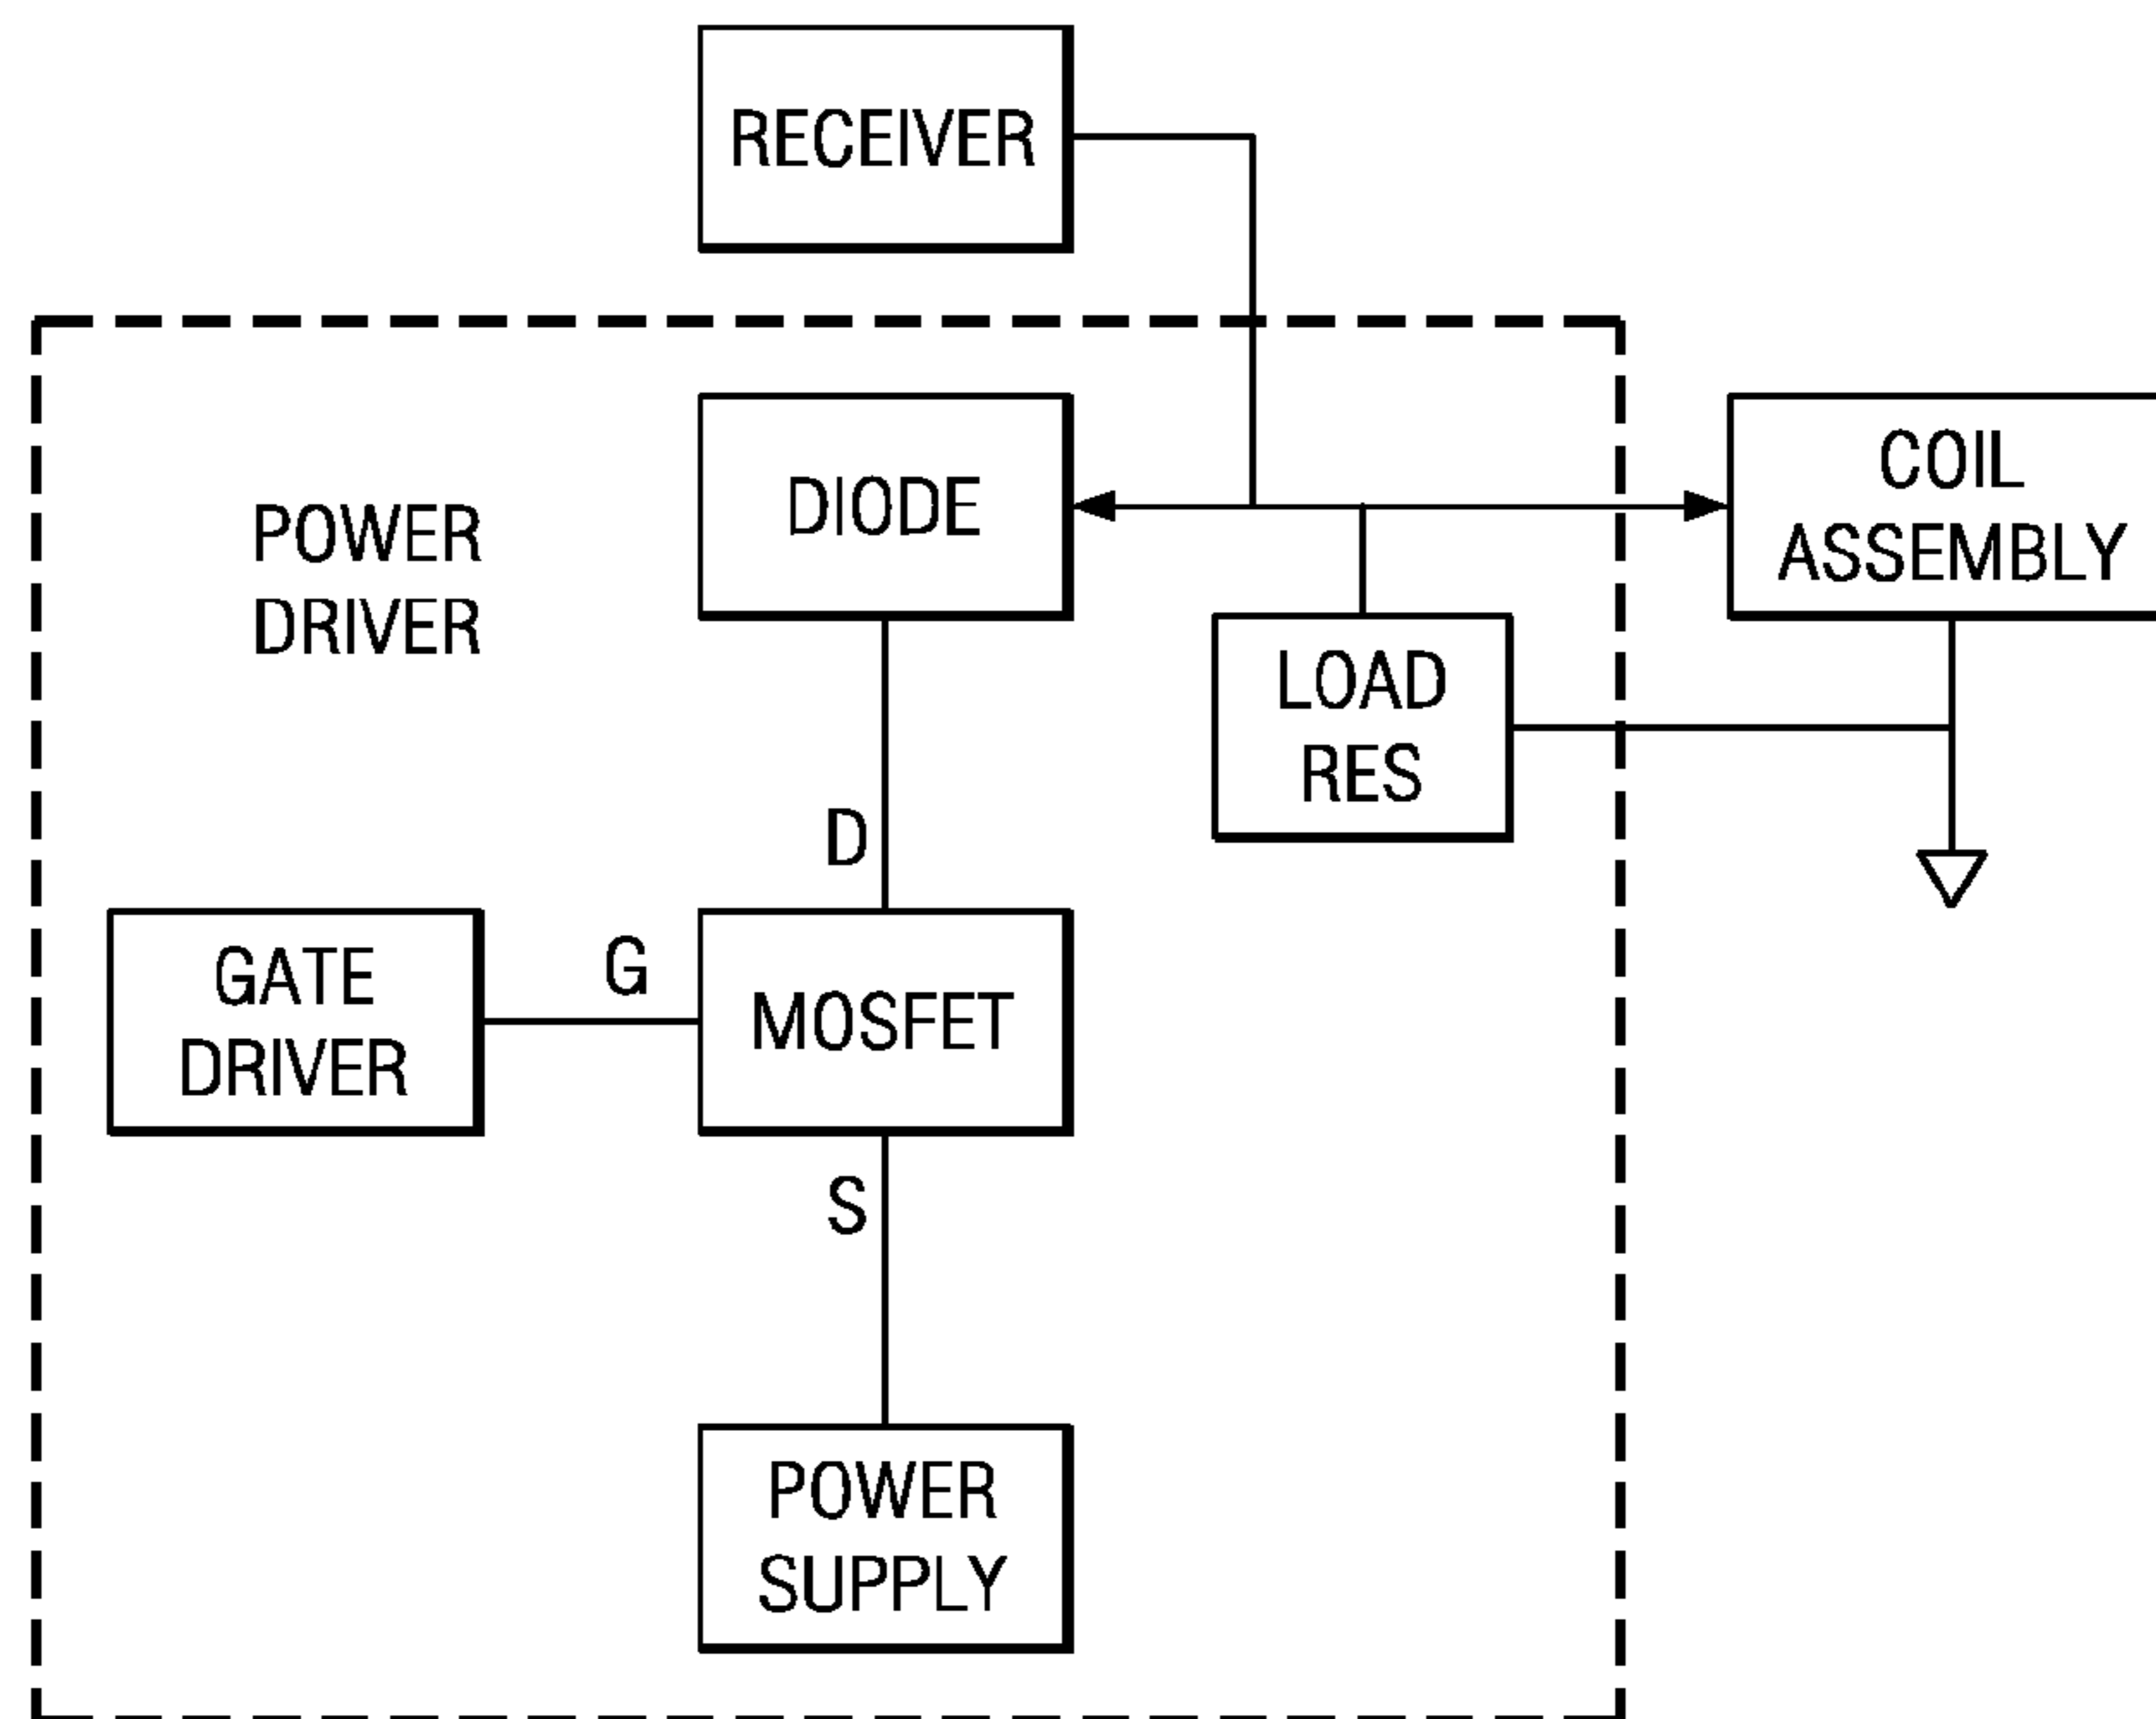 RECEIVER
POWER
DRIVER
DIODE
COIL
ASSEMBLY
LOAD
RES
D
GATE
DRIVER
G
MOSFET
S
POWER
SUPPLY